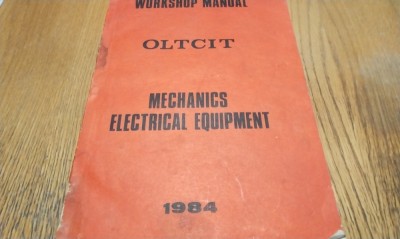 WORKSHOP MANUAL
OLTCIT
MECHANICS
ELECTRICAL EQUIPMENT
1984